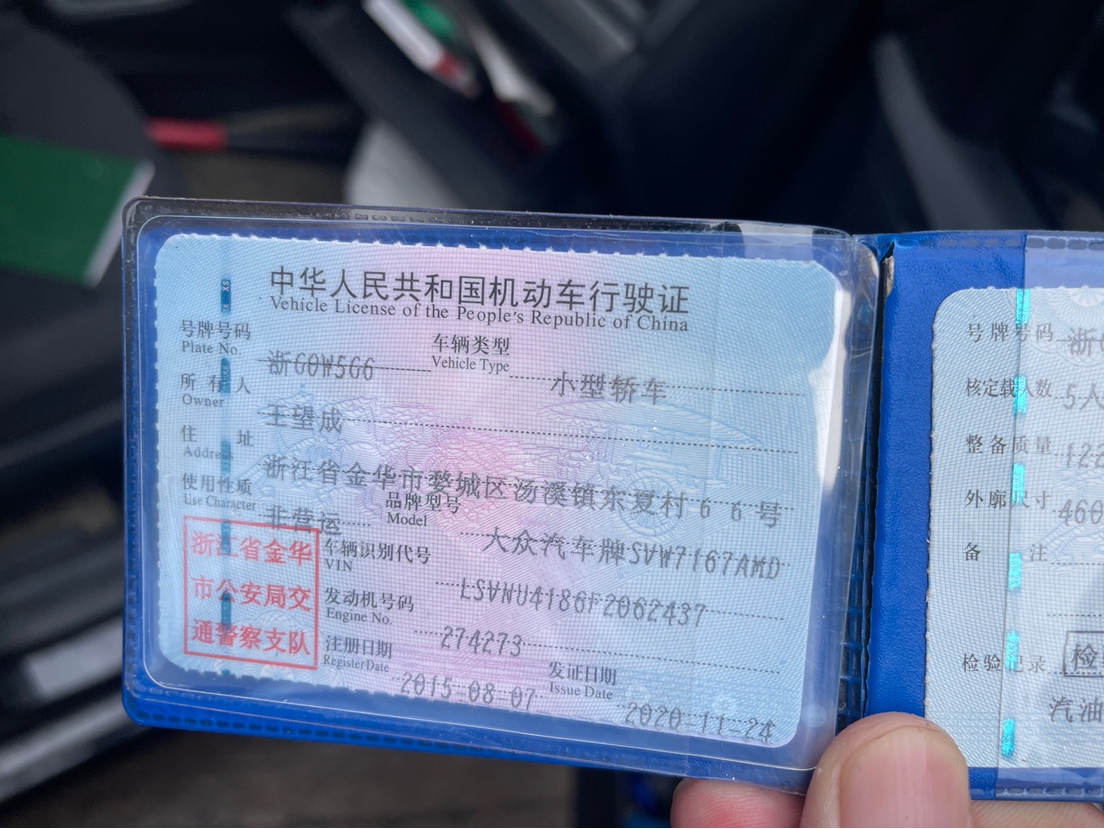 中华人民共和国机动车行驶证
Vehicle License of the People's Republic of China
号牌号码 浙G0W5G6 车辆类型 小型轿车
Plate No. Vehicle Type
所有人 王望成
Owner
住址 浙江省金华市婺城区汤溪镇东夏村66号
Address
使用性质 非营运 品牌型号 大众汽车牌SVW7167AMD
Use Character Model
浙江省金华
市公安局交
通警察支队
车辆识别代号 LSVNU4186F2062437
VIN
发动机号码 274273
Engine No.
注册日期 2015-08-07 发证日期 2020-11-24
Register Date Issue Date
号牌号码 浙
核定载人数 5人
整备质量 122
外廓尺寸 460
备注
检验记录 检
汽油